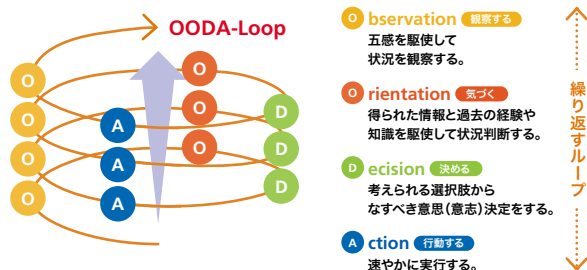 OODA-Loop
O
O
O
O
O
O
O
A
A
A
D
D
D
Observation 観察する
五感を駆使して
状況を観察する。
Orientation 気づく
得られた情報と過去の経験や
知識を駆使して状況判断する。
Decision 決める
考えられる選択肢から
なすべき意思(意志)決定をする。
Action 行動する
速やかに実行する。
繰り返すループ